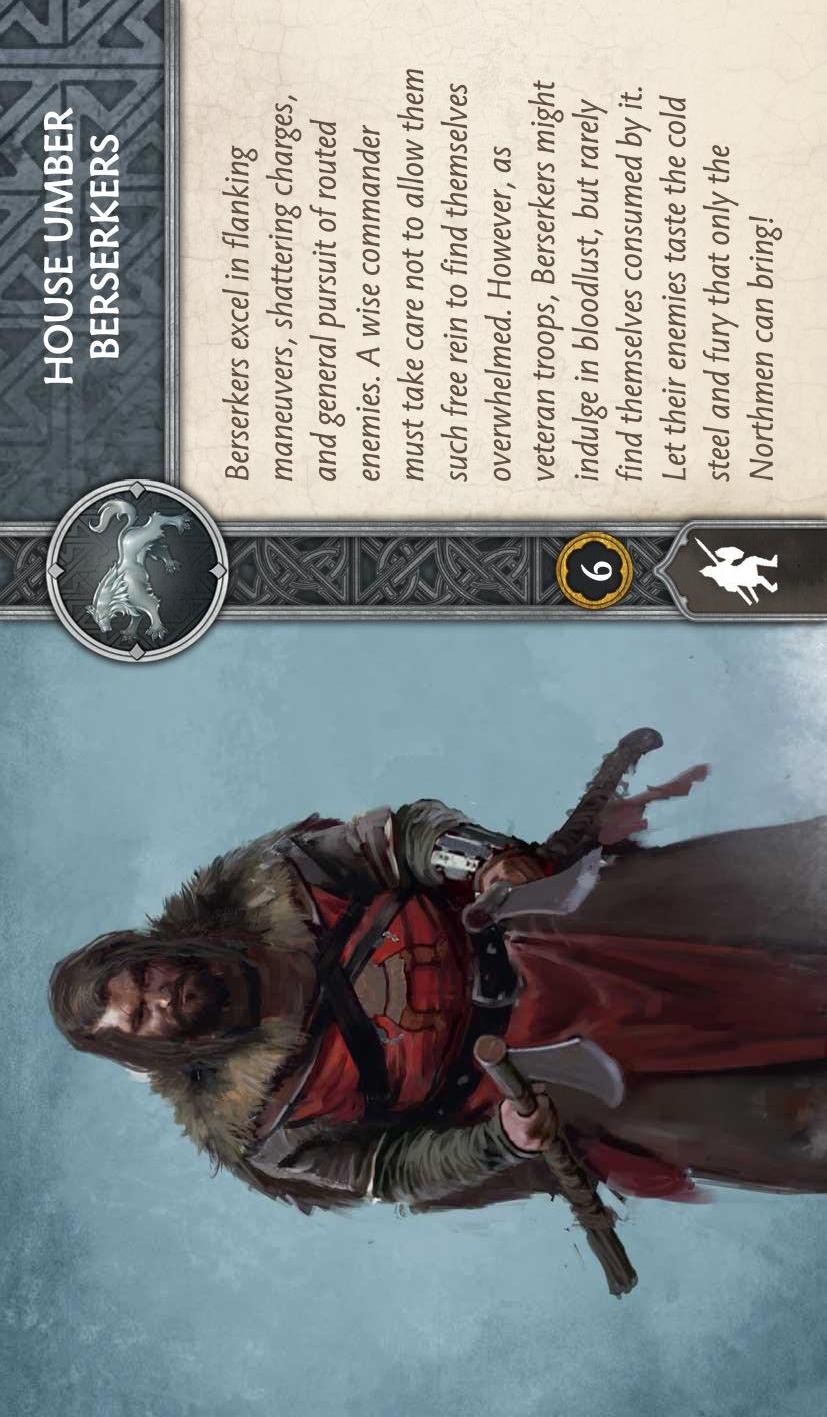 HOUSE UMBER
BERSERKERS
Berserkers excel in flanking
maneuvers, shattering charges,
and general pursuit of routed
enemies. A wise commander
must take care not to allow them
such free rein to find themselves
overwhelmed. However, as
veteran troops, Berserkers might
indulge in bloodlust, but rarely
find themselves consumed by it.
Let their enemies taste the cold
steel and fury that only the
Northmen can bring!
6